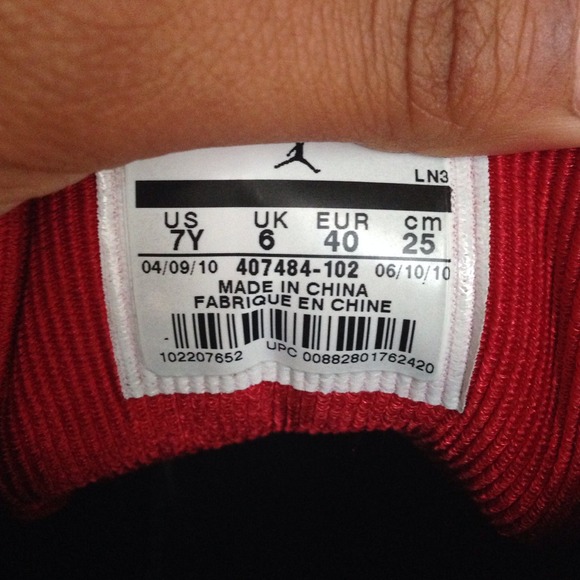 LN3
US UK EUR cm
7Y 6 40 25
04/09/10 407484-102 06/10/10
MADE IN CHINA
FABRIQUE EN CHINE
102207652 UPC 00882801762420